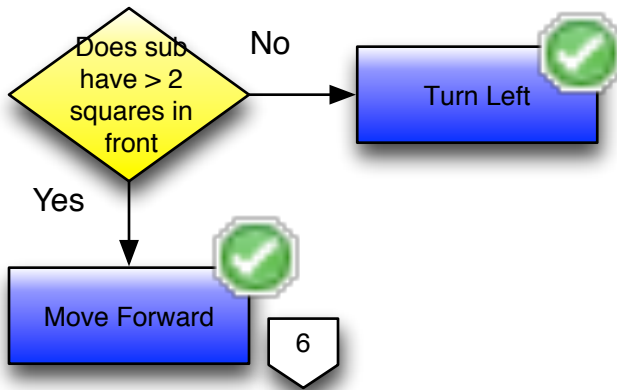 Does sub
have > 2
squares in
front
No
Turn Left
Yes
Move Forward
6